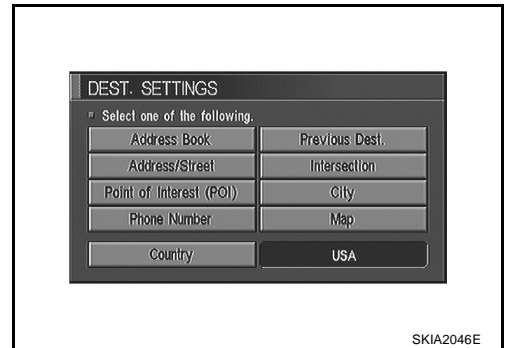 DEST. SETTINGS
Select one of the following.
Address Book
Previous Dest.
Address/Street
Intersection
Point of Interest (POI)
City
Phone Number
Map
Country
USA
SKIA2046E